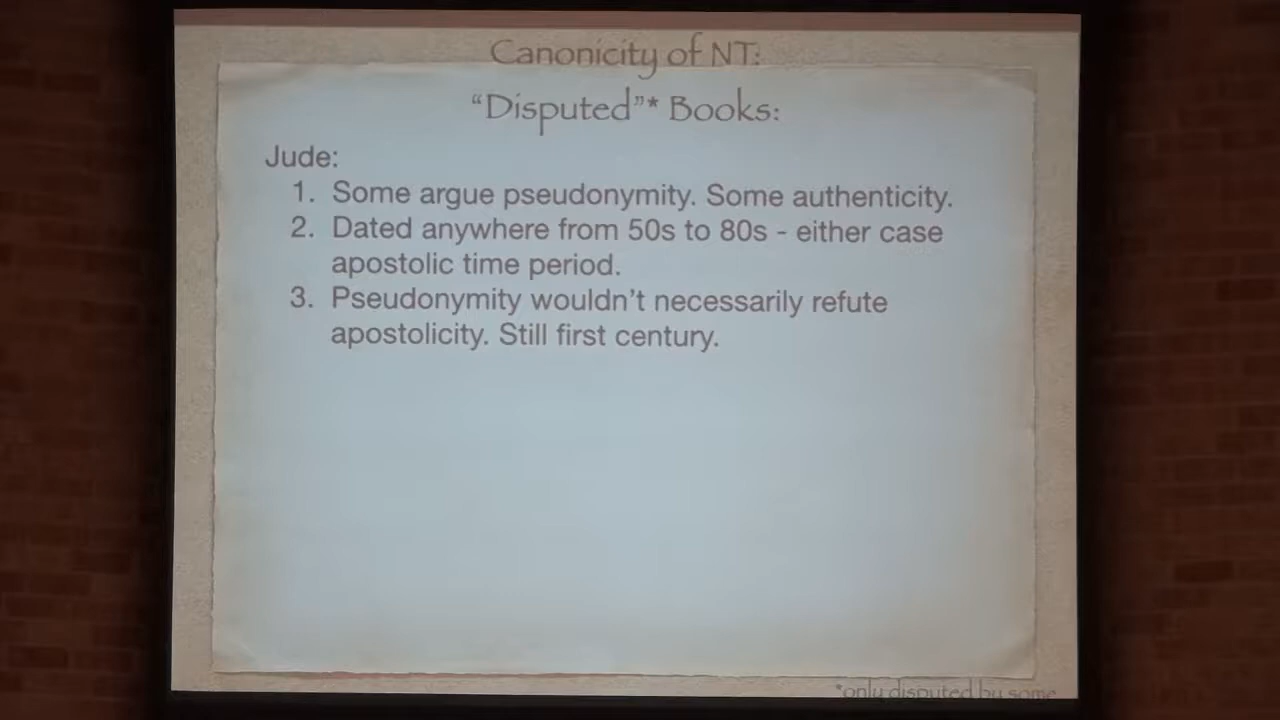 Canonicity of NT:
“Disputed”* Books:
Jude:
1. Some argue pseudonymity. Some authenticity.
2. Dated anywhere from 50s to 80s - either case
apostolic time period.
3. Pseudonymity wouldn’t necessarily refute
apostolicity. Still first century.
*only disputed by some